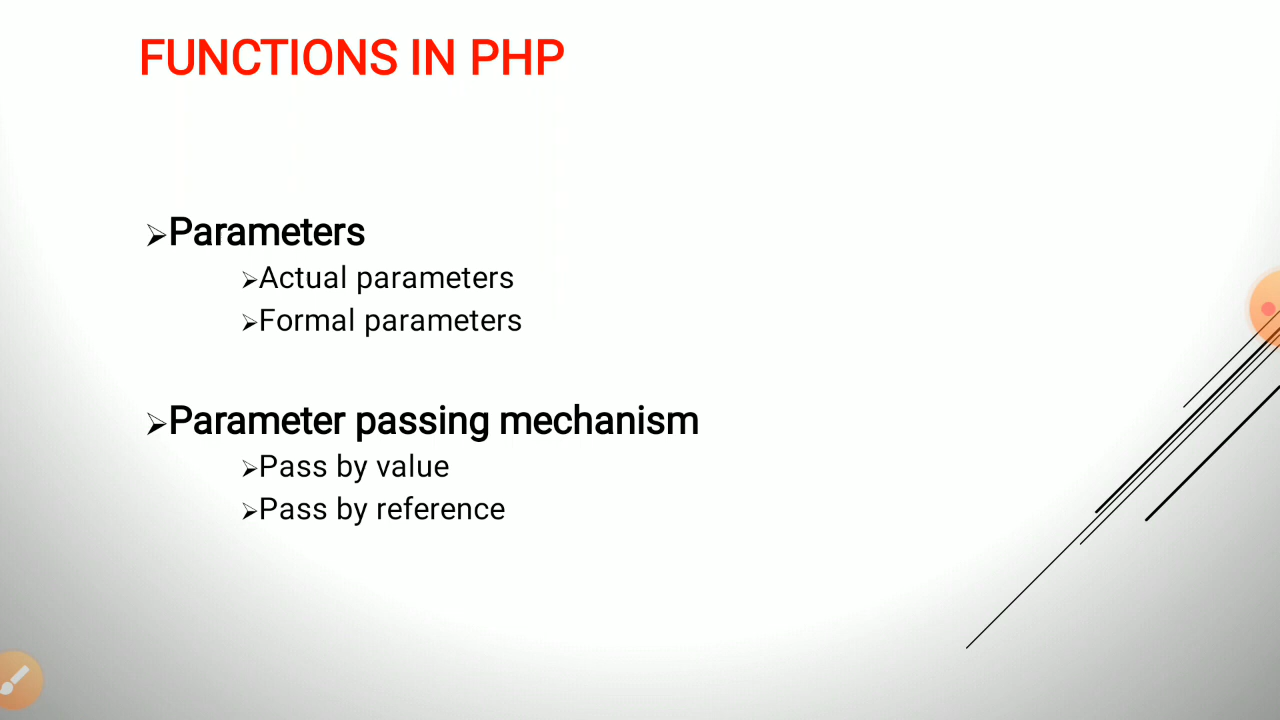 FUNCTIONS IN PHP
➢Parameters
➢Actual parameters
➢Formal parameters
➢Parameter passing mechanism
➢Pass by value
➢Pass by reference